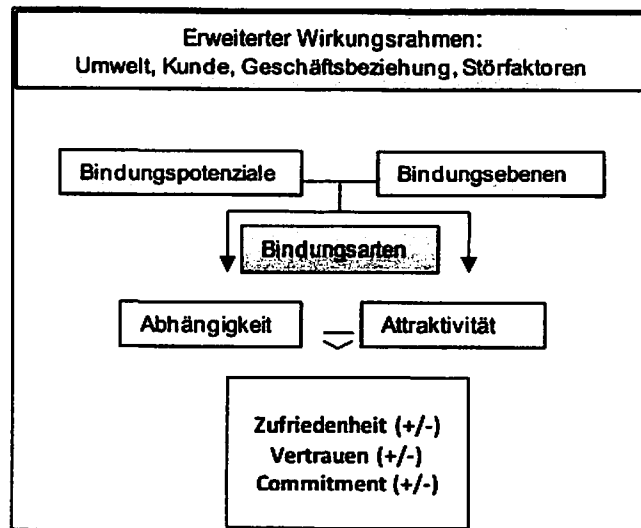 Erweiterter Wirkungsrahmen:
Umwelt, Kunde, Geschäftsbeziehung, Störfaktoren
Bindungspotenziale
Bindungsebenen
Bindungsarten
Abhängigkeit
Attraktivität
Zufriedenheit (+/-)
Vertrauen (+/-)
Commitment (+/-)